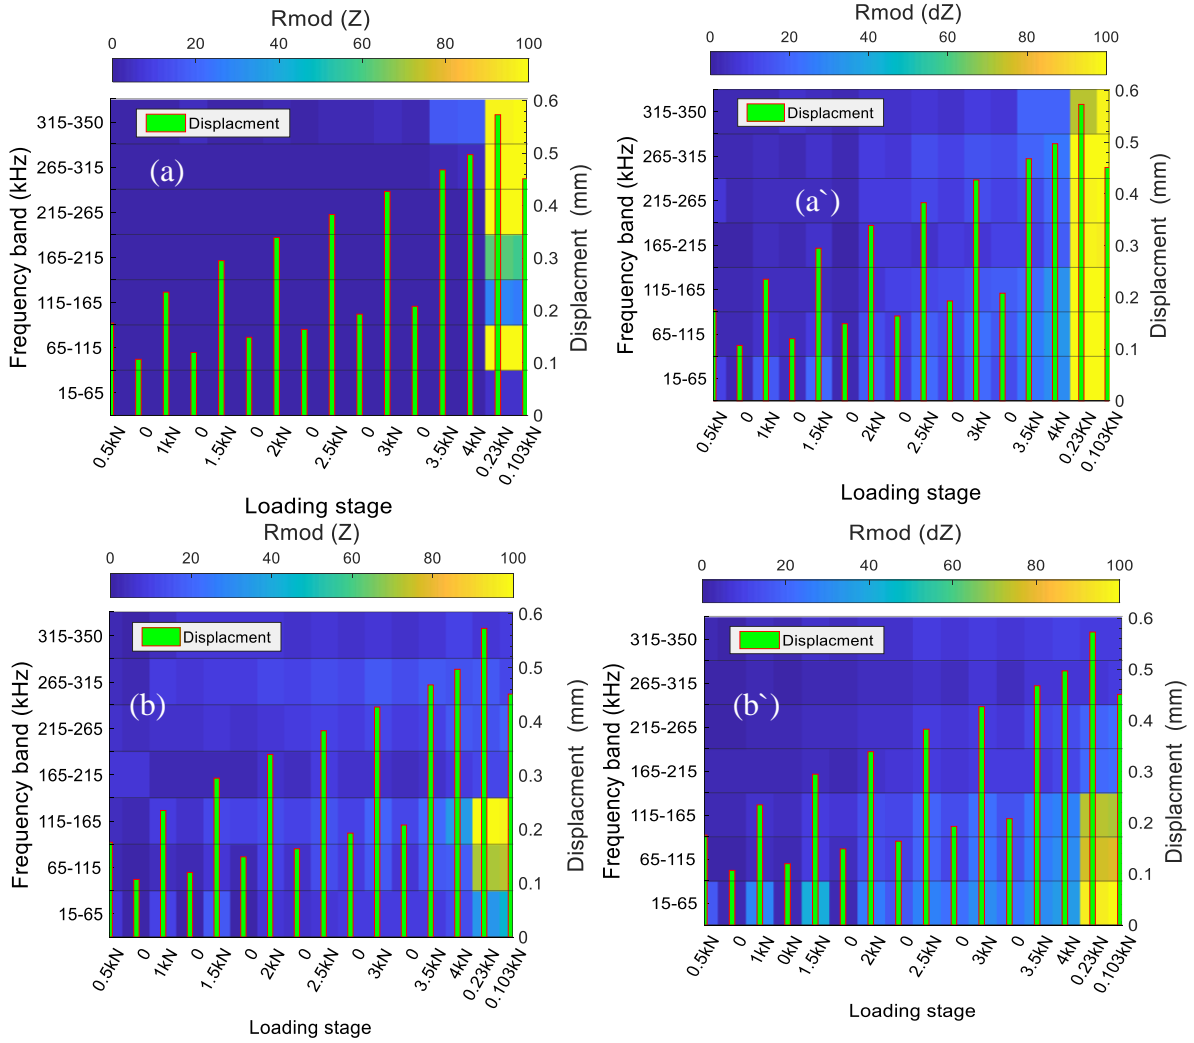 Rmod (Z)
0 20 40 60 80 100
Displacment
(a)
Frequency band (kHz)
315-350
265-315
215-265
165-215
115-165
65-115
15-65
0.6
0.5
0.4
0.3
0.2
0.1
0
Displacment (mm)
0.5kN 0 1kN 0 1.5kN 0 2kN 0 2.5kN 0 3kN 0 3.5kN 4kN 0.23KN 0.103KN
Loading stage
Rmod (dZ)
0 20 40 60 80 100
Displacment
(a`)
Frequency band (kHz)
315-350
265-315
215-265
165-215
115-165
65-115
15-65
0.6
0.5
0.4
0.3
0.2
0.1
0
Displacment (mm)
0.5kN 0 1kN 0 1.5kN 0 2kN 0 2.5kN 0 3kN 0 3.5kN 4kN 0.23KN 0.103KN
Loading stage
Rmod (Z)
0 20 40 60 80 100
Displacment
(b)
Frequency band (kHz)
315-350
265-315
215-265
165-215
115-165
65-115
15-65
0.6
0.5
0.4
0.3
0.2
0.1
0
Displacment (mm)
0.5kN 0 1kN 0 1.5kN 0 2kN 0 2.5kN 0 3kN 0 3.5kN 4kN 0.23KN 0.103KN
Loading stage
Rmod (dZ)
0 20 40 60 80 100
Displacment
(b`)
Frequency band (kHz)
315-350
265-315
215-265
165-215
115-165
65-115
15-65
0.6
0.5
0.4
0.3
0.2
0.1
0
Displacment (mm)
0.5kN 0 1kN 0kN 1.5kN 0 2kN 0 2.5kN 0 3kN 0 3.5kN 4kN 0.23KN 0.103KN
Loading stage